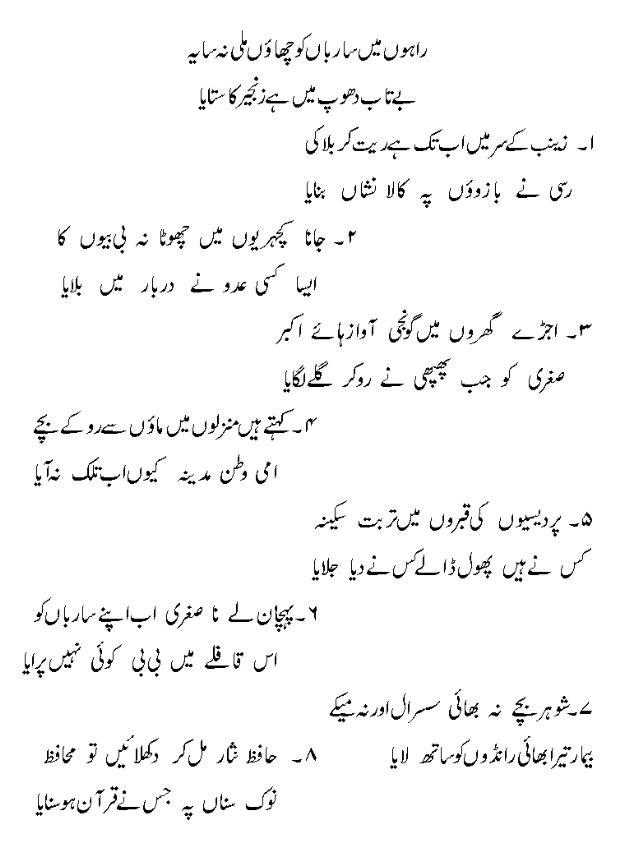 راہوں میں سارباں کو چھاؤں ملی نہ سایہ
بے تاب دھوپ میں ہے زنجیر کا ستایا
۱۔ زینب کے سر میں اب تک ہے ریت کربلا کی
رسی نے بازوؤں پہ کالا نشاں بنایا
۲۔ جانا کچہریوں میں چھوٹا نہ بی بیوں کا
ایسا کسی عدو نے دربار میں بلایا
۳۔ اجڑے گھروں میں گونجی آواز ہائے اکبر
صغری کو جب پھپھی نے رو کر گلے لگایا
۴۔ کہتے ہیں منزلوں میں ماؤں سے رو کے بچے
امی وطن مدینہ کیوں اب تلک نہ آیا
۵۔ پردیسیوں کی قبروں میں تربت سکینہ
کس نے ہیں پھول ڈالے کس نے دیا جلایا
۶۔ پہچان لے نا صغری اب اپنے سارباں کو
اس قافلے میں بی بی کوئی نہیں پرایا
۷۔ شوہر بچے نہ بھائی سسرال اور نہ میکے
بیمار تیرا بھائی رانڈوں کو ساتھ لایا
۸۔ حافظ نثار مل کر دکھلائیں تو محافظ
نوک سناں پہ جس نے قرآن ہو سنایا